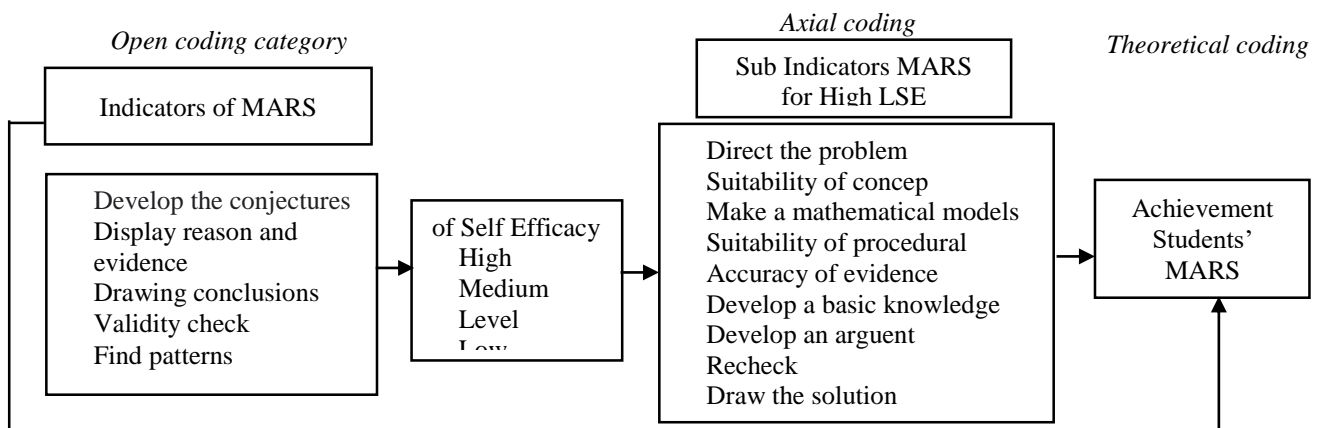 Open coding category
Axial coding
Theoretical coding
Indicators of MARS
Sub Indicators MARS
for High LSE
Develop the conjectures
Display reason and
evidence
Drawing conclusions
Validity check
Find patterns
of Self Efficacy
High
Medium
Level
Low
Direct the problem
Suitability of concep
Make a mathematical models
Suitability of procedural
Accuracy of evidence
Develop a basic knowledge
Develop an arguent
Recheck
Draw the solution
Achievement
Students’
MARS